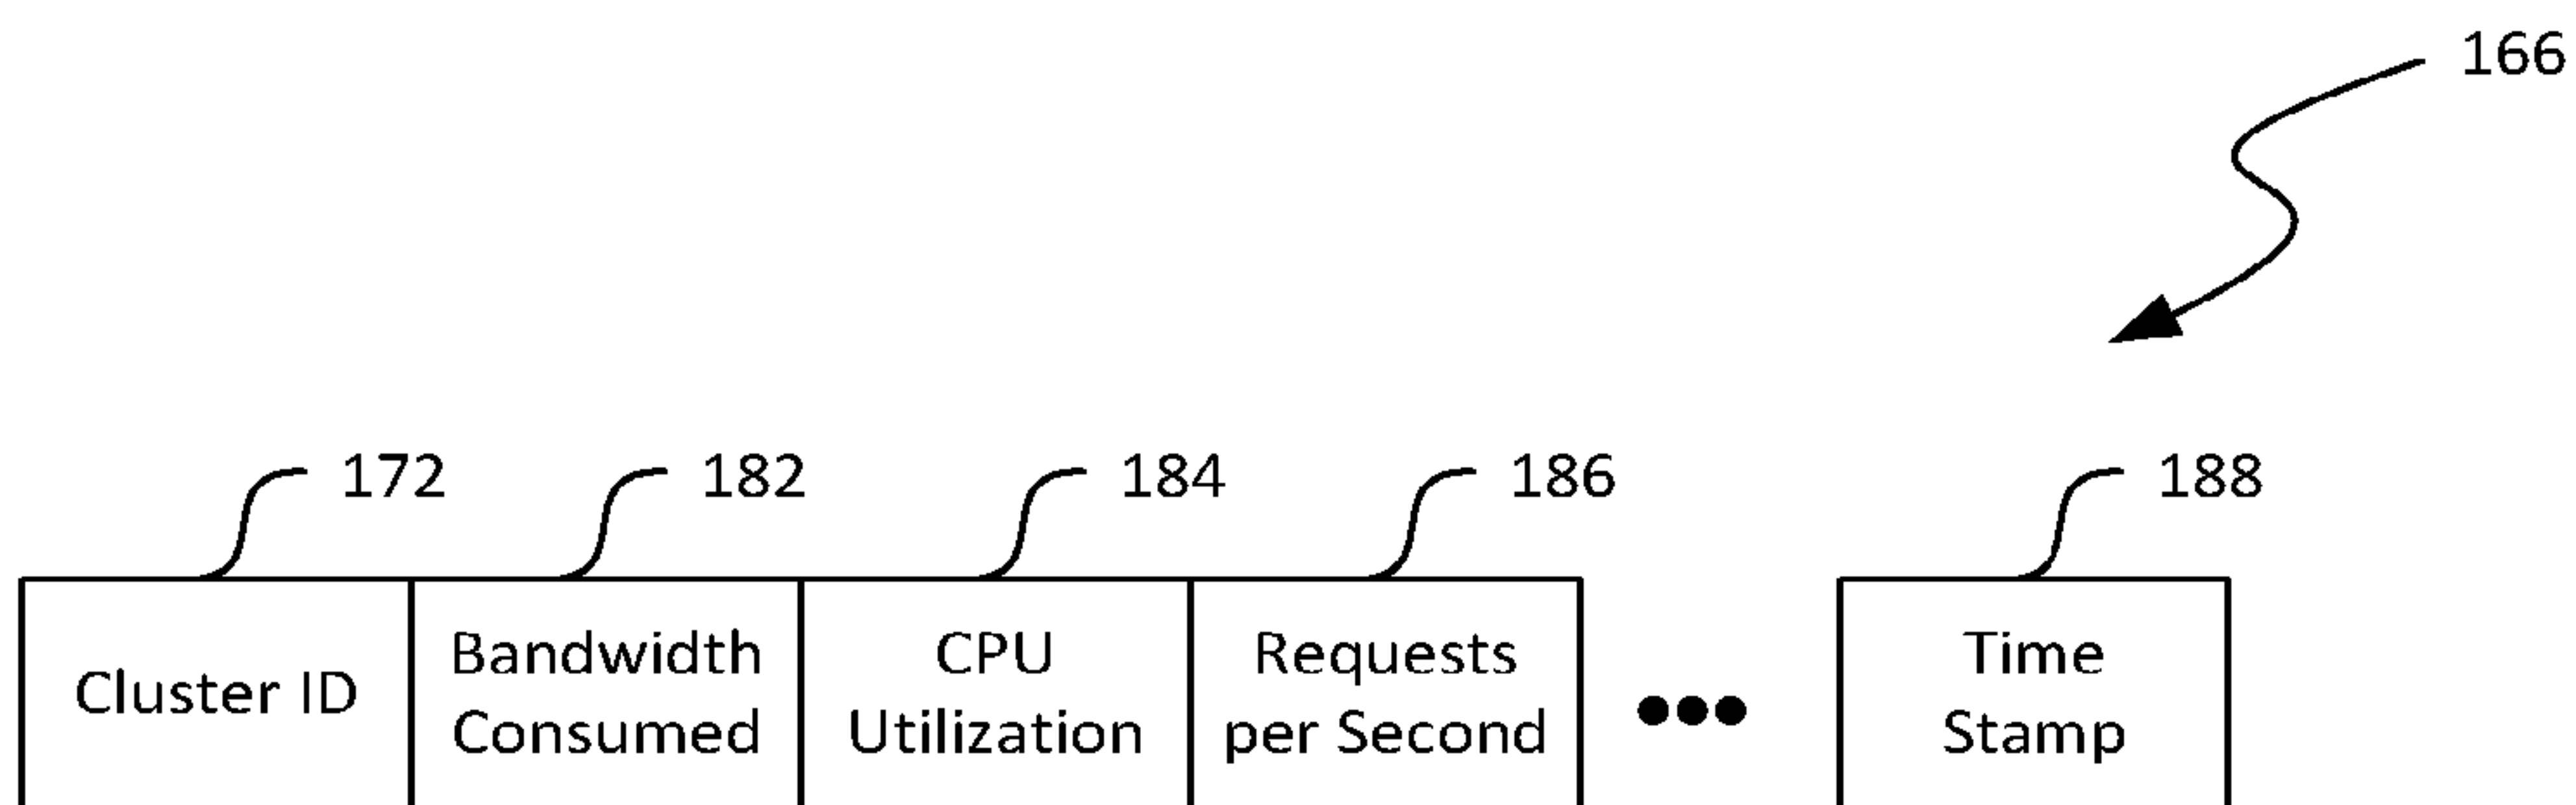 166
172
182
184
186
188
Cluster ID
Bandwidth
Consumed
CPU
Utilization
Requests
per Second
Time
Stamp